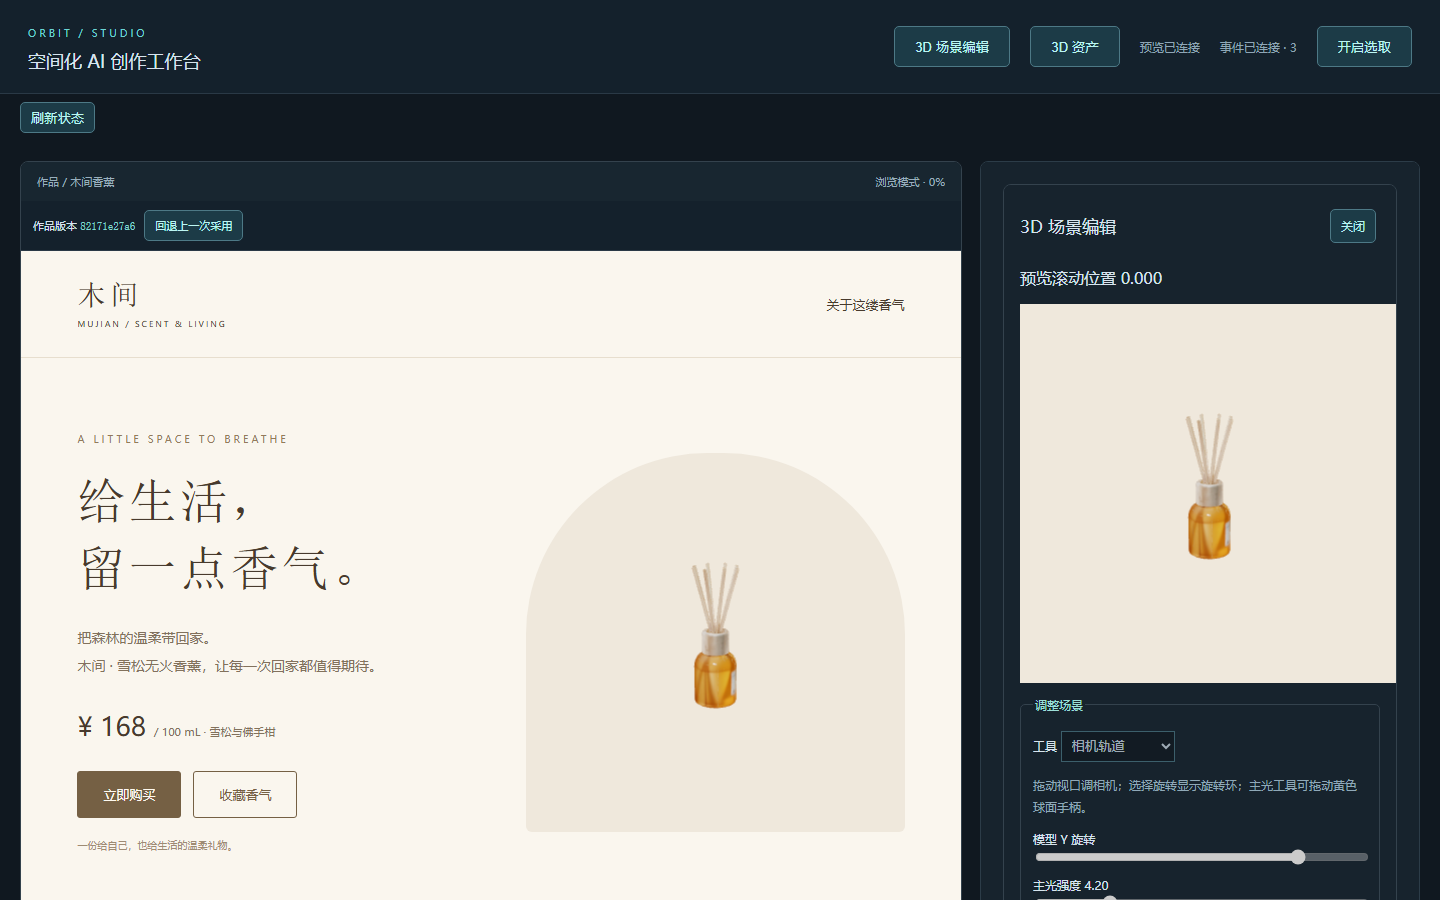 ORBIT / STUDIO
空间化 AI 创作工作台
3D 场景编辑
3D 资产
预览已连接
事件已连接 · 3
开启选取
刷新状态
作品 / 木间香薰
浏览模式 · 0%
作品版本 82171e27a6
回退上一次采用
木间
MUJIAN / SCENT & LIVING
关于这缕香气
A LITTLE SPACE TO BREATHE
给生活，
留一点香气。
把森林的温柔带回家。
木间 · 雪松无火香薰，让每一次回家都值得期待。
¥ 168 / 100 mL · 雪松与佛手柑
立即购买
收藏香气
一份给自己，也给生活的温柔礼物。
3D 场景编辑
关闭
预览滚动位置 0.000
调整场景
工具 相机轨道
拖动视口调相机；选择旋转显示旋转环；主光工具可拖动黄色
球面手柄。
模型 Y 旋转
主光强度 4.20